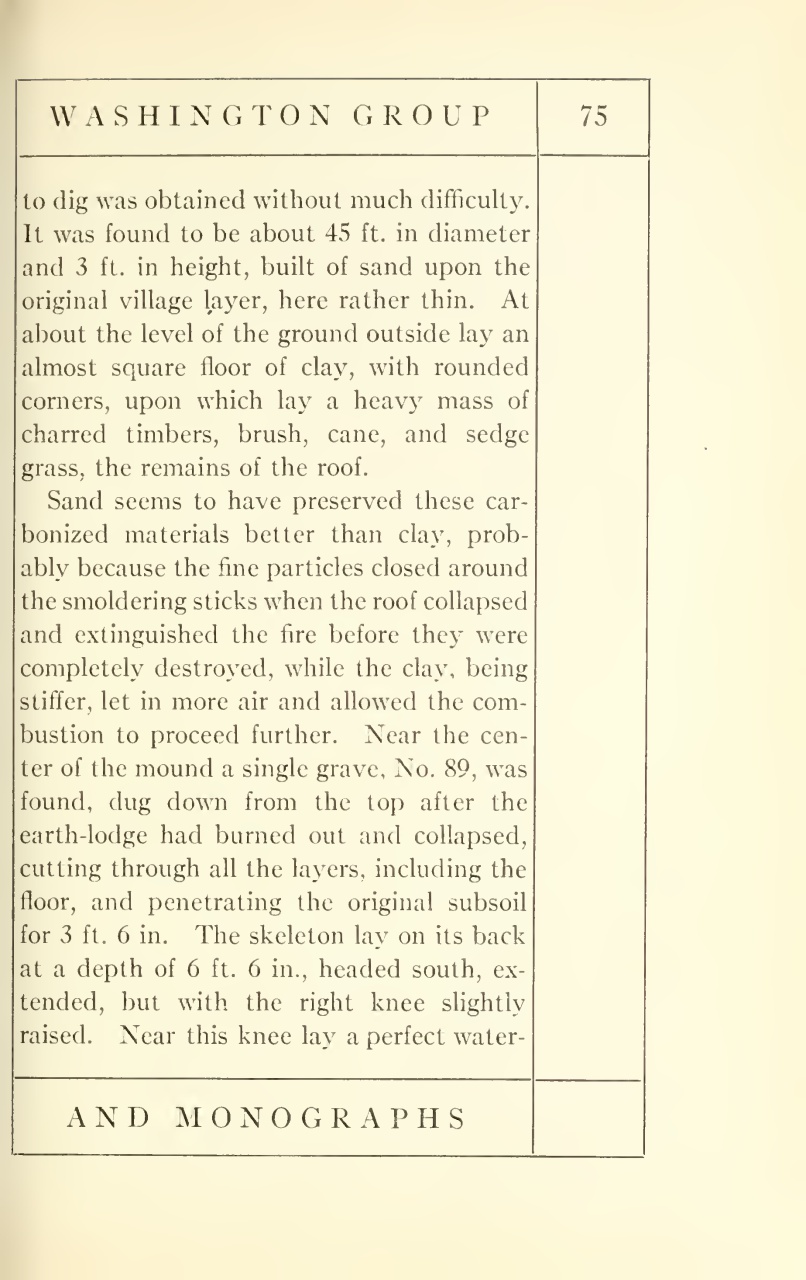 WASHINGTON GROUP
75
to dig was obtained without much difficulty.
It was found to be about 45 ft. in diameter
and 3 ft. in height, built of sand upon the
original village layer, here rather thin. At
about the level of the ground outside lay an
almost square floor of clay, with rounded
corners, upon which lay a heavy mass of
charred timbers, brush, cane, and sedge
grass, the remains of the roof.
Sand seems to have preserved these car-
bonized materials better than clay, prob-
ably because the fine particles closed around
the smoldering sticks when the roof collapsed
and extinguished the fire before they were
completely destroyed, while the clay, being
stiffer, let in more air and allowed the com-
bustion to proceed further. Near the cen-
ter of the mound a single grave, No. 89, was
found, dug down from the top after the
earth-lodge had burned out and collapsed,
cutting through all the layers, including the
floor, and penetrating the original subsoil
for 3 ft. 6 in. The skeleton lay on its back
at a depth of 6 ft. 6 in., headed south, ex-
tended, but with the right knee slightly
raised. Near this knee lay a perfect water-
AND MONOGRAPHS